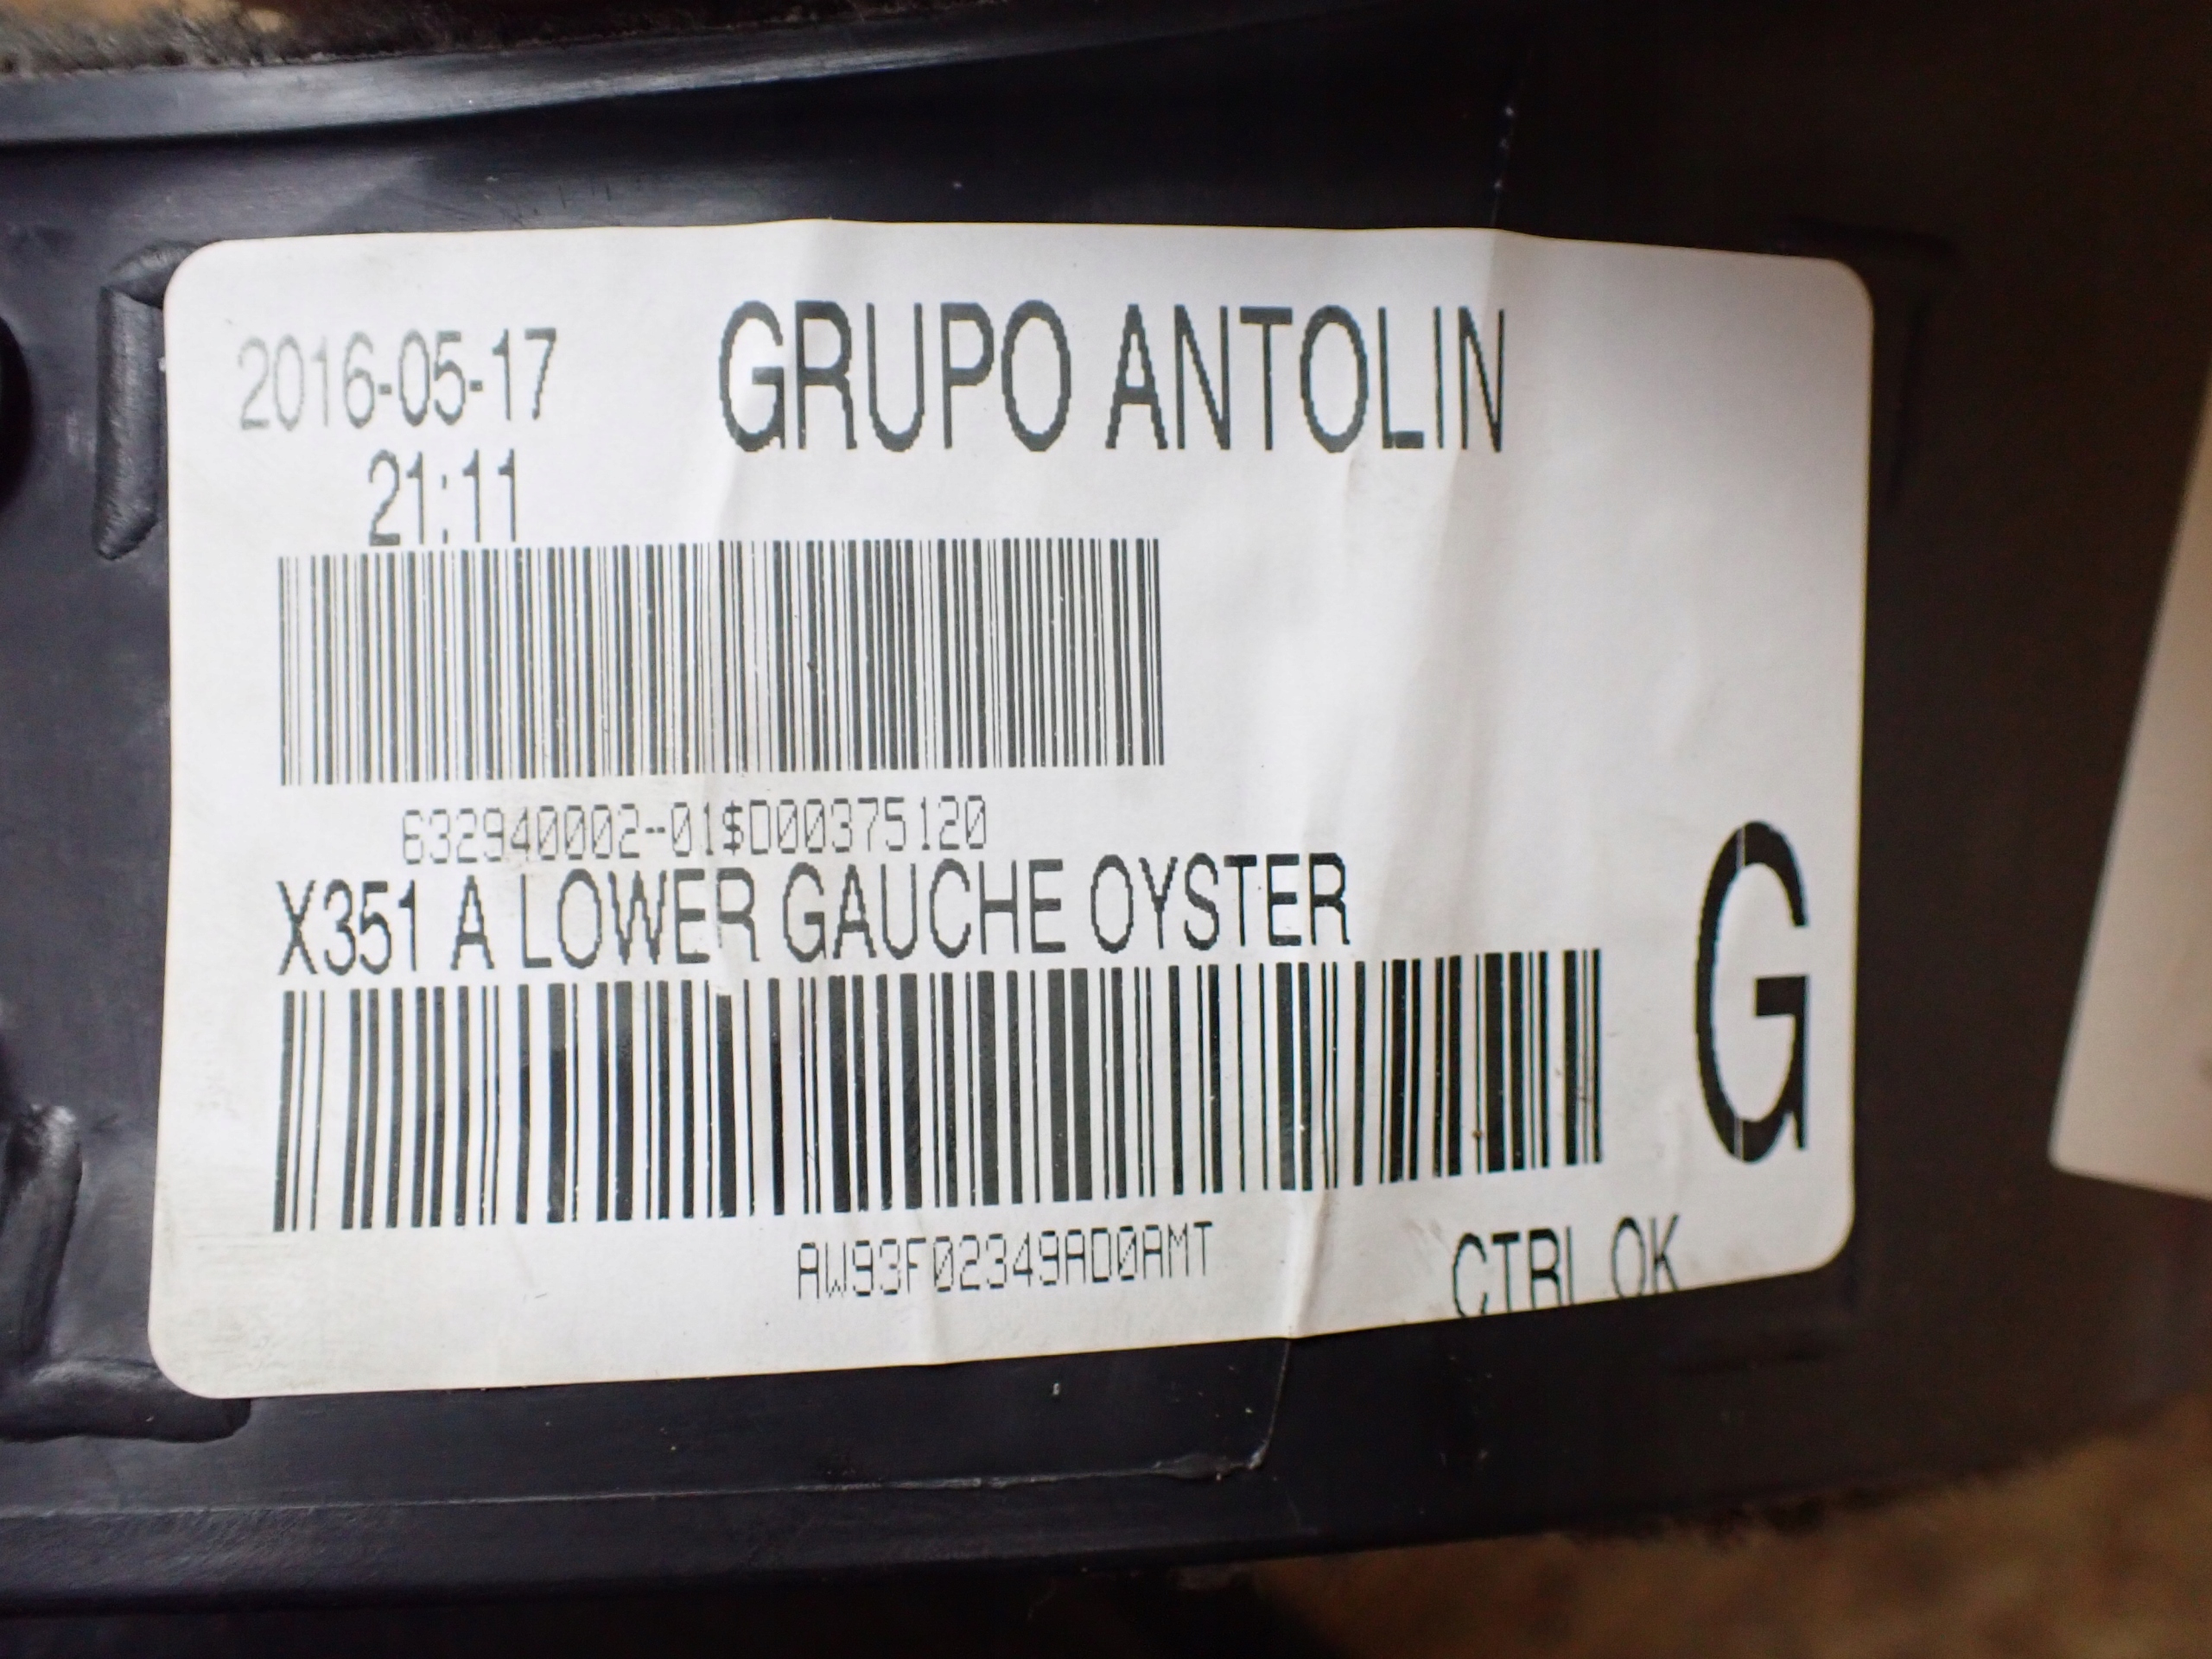 2016-05-17 GRUPO ANTOLIN
21:11
632940002-01$D00375120
X351 A LOWER GAUCHE OYSTER
G
AW93F02349AD0AMT
CTRL OK